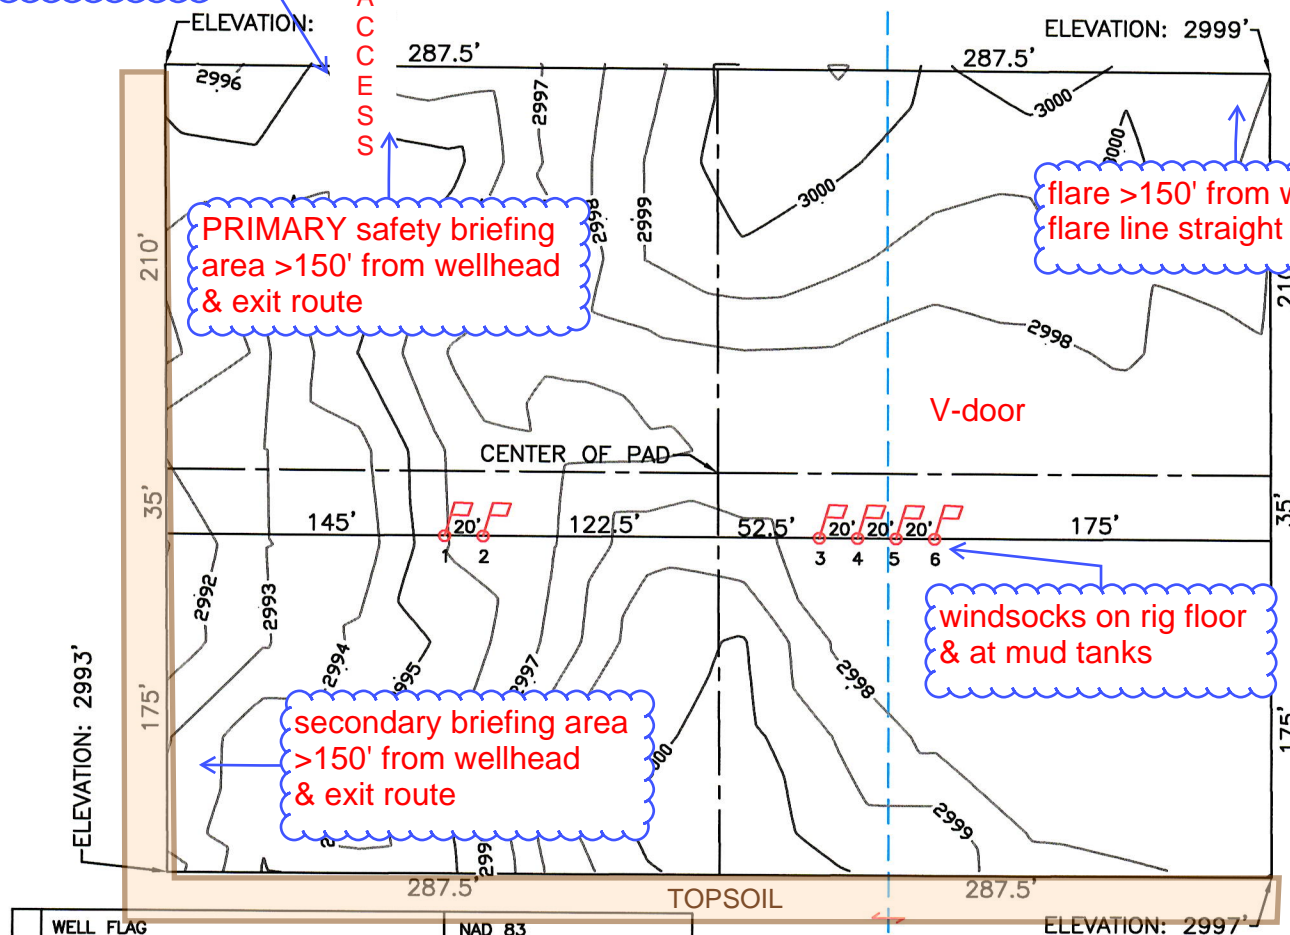 ACCESS
ELEVATION:
ELEVATION: 2999'
287.5'
287.5'
2996
2997
3000
3000
3000
2998
2999
PRIMARY safety briefing
area >150' from wellhead
& exit route
flare >150' from
flare line straight
210'
210'
2998
V-door
CENTER OF PAD
35'
35'
145'
20'
122.5'
52.5'
20'
20'
20'
175'
1
2
3
4
5
6
2992
2993
2994
2997
2998
windsocks on rig floor
& at mud tanks
ELEVATION: 2993'
175'
175'
secondary briefing area
>150' from wellhead
& exit route
2999
287.5'
TOPSOIL
287.5'
WELL FLAG
NAD 83
ELEVATION: 2997'